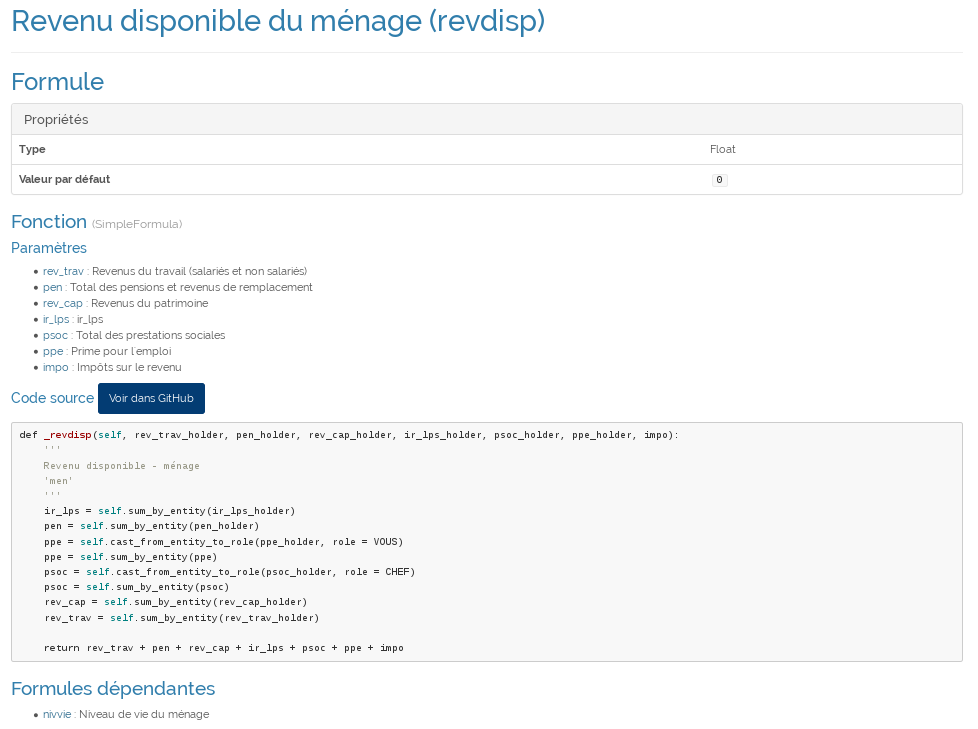 Revenu disponible du ménage (revdisp)
Formule
Propriétés
Type Float
Valeur par défaut 0
Fonction (SimpleFormula)
Paramètres
• rev_trav : Revenus du travail (salariés et non salariés)
• pen : Total des pensions et revenus de remplacement
• rev_cap : Revenus du patrimoine
• ir_lps : ir_lps
• psoc : Total des prestations sociales
• ppe : Prime pour l'emploi
• impo : Impôts sur le revenu
Code source Voir dans GitHub
def _revdisp(self, rev_trav_holder, pen_holder, rev_cap_holder, ir_lps_holder, psoc_holder, ppe_holder, impo):
    '''
    Revenu disponible - ménage
    'men'
    '''
    ir_lps = self.sum_by_entity(ir_lps_holder)
    pen = self.sum_by_entity(pen_holder)
    ppe = self.cast_from_entity_to_role(ppe_holder, role = VOUS)
    ppe = self.sum_by_entity(ppe)
    psoc = self.cast_from_entity_to_role(psoc_holder, role = CHEF)
    psoc = self.sum_by_entity(psoc)
    rev_cap = self.sum_by_entity(rev_cap_holder)
    rev_trav = self.sum_by_entity(rev_trav_holder)
    return rev_trav + pen + rev_cap + ir_lps + psoc + ppe + impo
Formules dépendantes
• nivvie : Niveau de vie du ménage